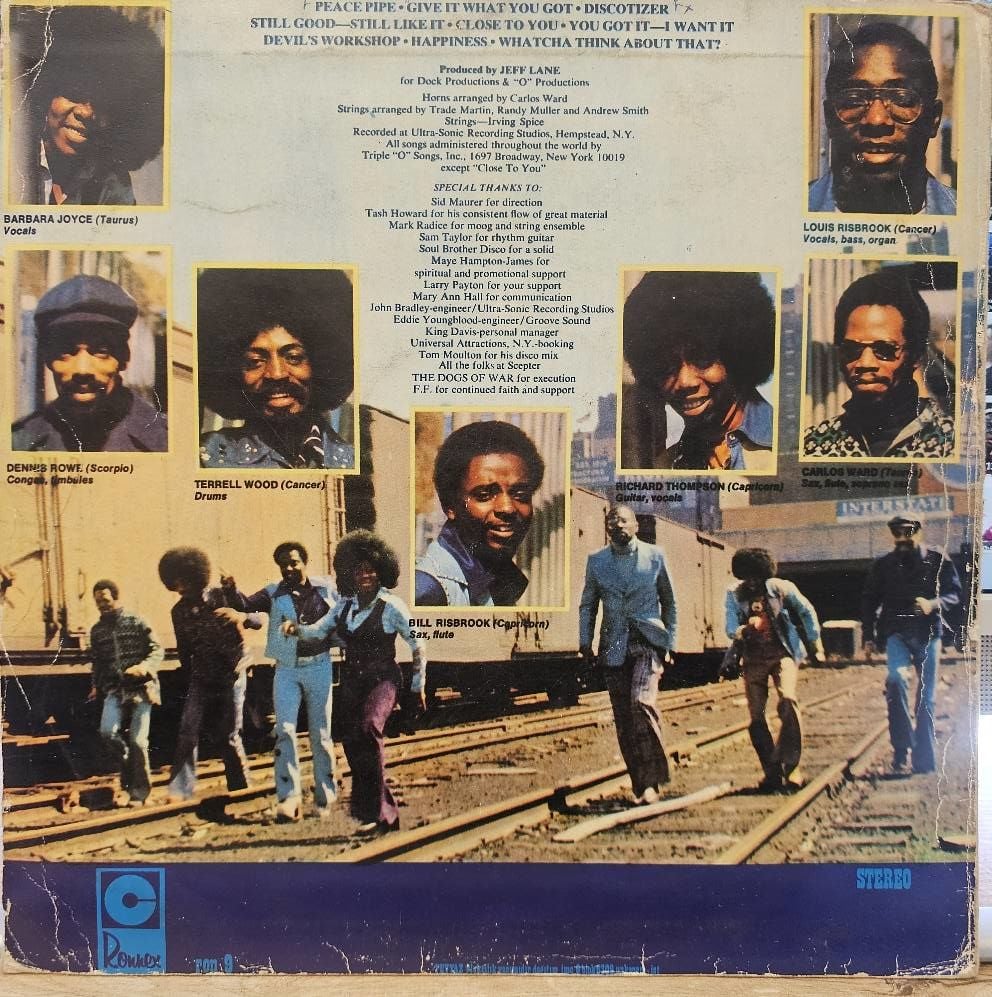 PEACE PIPE • GIVE IT WHAT YOU GOT • DISCOTIZER
STILL GOOD—STILL LIKE IT • CLOSE TO YOU • YOU GOT IT—I WANT IT
DEVIL'S WORKSHOP • HAPPINESS • WHATCHA THINK ABOUT THAT?
Produced by JEFF LANE
for Dock Productions & "O" Productions
Horns arranged by Carlos Ward
Strings arranged by Trade Martin, Randy Muller and Andrew Smith
Strings—Irving Spice
Recorded at Ultra-Sonic Recording Studios, Hempstead, N.Y.
All songs administered throughout the world by
Triple "O" Songs, Inc., 1697 Broadway, New York 10019
except "Close To You"
SPECIAL THANKS TO:
Sid Maurer for direction
Tash Howard for his consistent flow of great material
Mark Radice for moog and string ensemble
Sam Taylor for rhythm guitar
Soul Brother Disco for a solid
Maye Hampton-James for
spiritual and promotional support
Larry Payton for your support
Mary Ann Hall for communication
John Bradley-engineer/Ultra-Sonic Recording Studios
Eddie Youngblood-engineer/Groove Sound
King Davis-personal manager
Universal Attractions, N.Y.-booking
Tom Moulton for his disco mix
All the folks at Scepter
THE DOGS OF WAR for execution
F.F. for continued faith and support
BARBARA JOYCE (Taurus)
Vocals
LOUIS RISBROOK (Cancer)
Vocals, bass, organ
DENNIS ROWE (Scorpio)
Congas, timbales
TERRELL WOOD (Cancer)
Drums
RICHARD THOMPSON (Capricorn)
Guitar, vocals
CARLOS WARD (Taurus)
Sax, flute, soprano sax
BILL RISBROOK (Capricorn)
Sax, flute
INTERSTATE
STEREO
Ronnex
ron 9